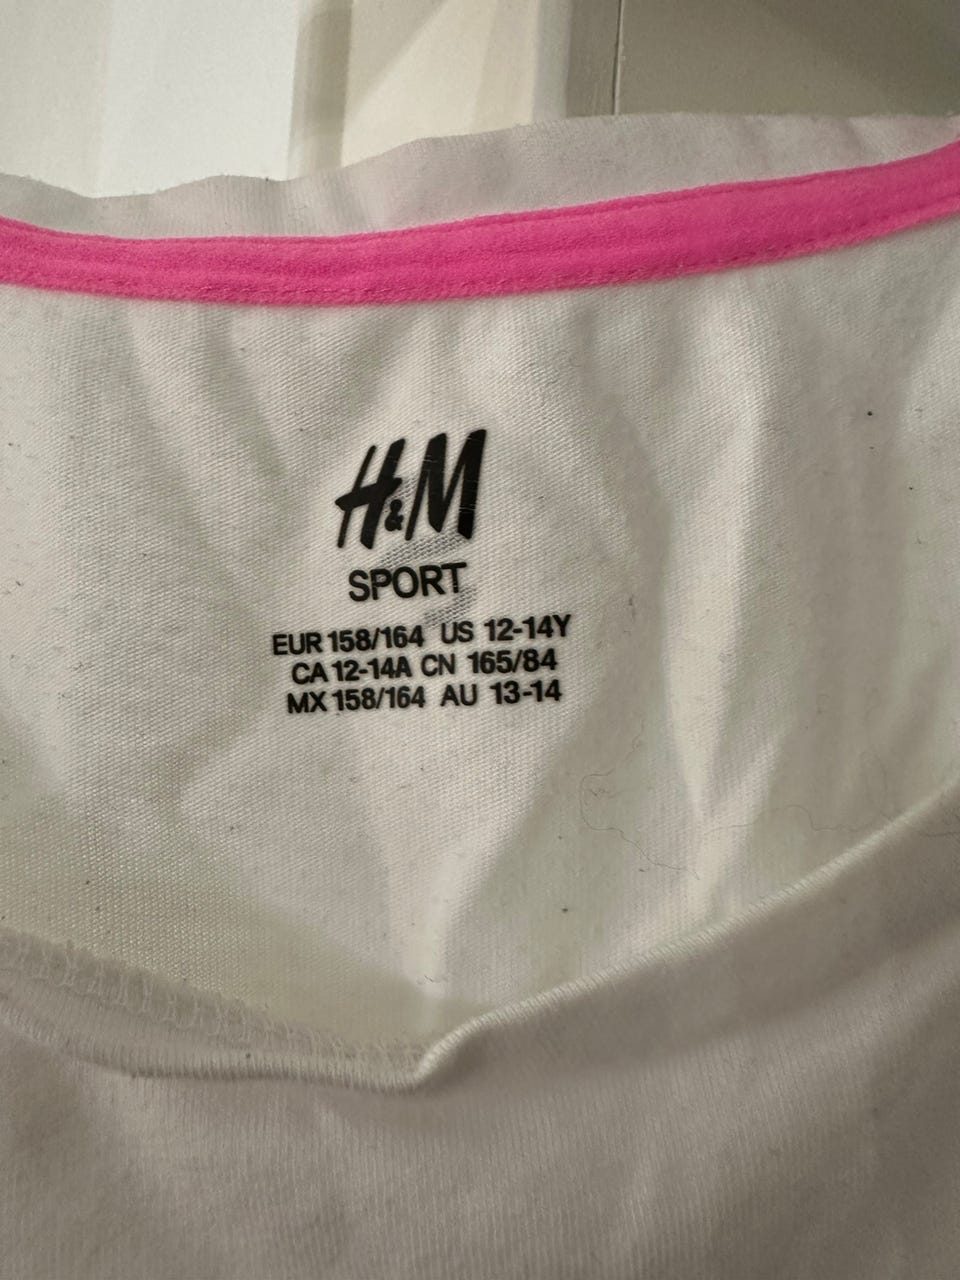 H&M
SPORT
EUR 158/164 US 12-14Y
CA 12-14A CN 165/84
MX 158/164 AU 13-14